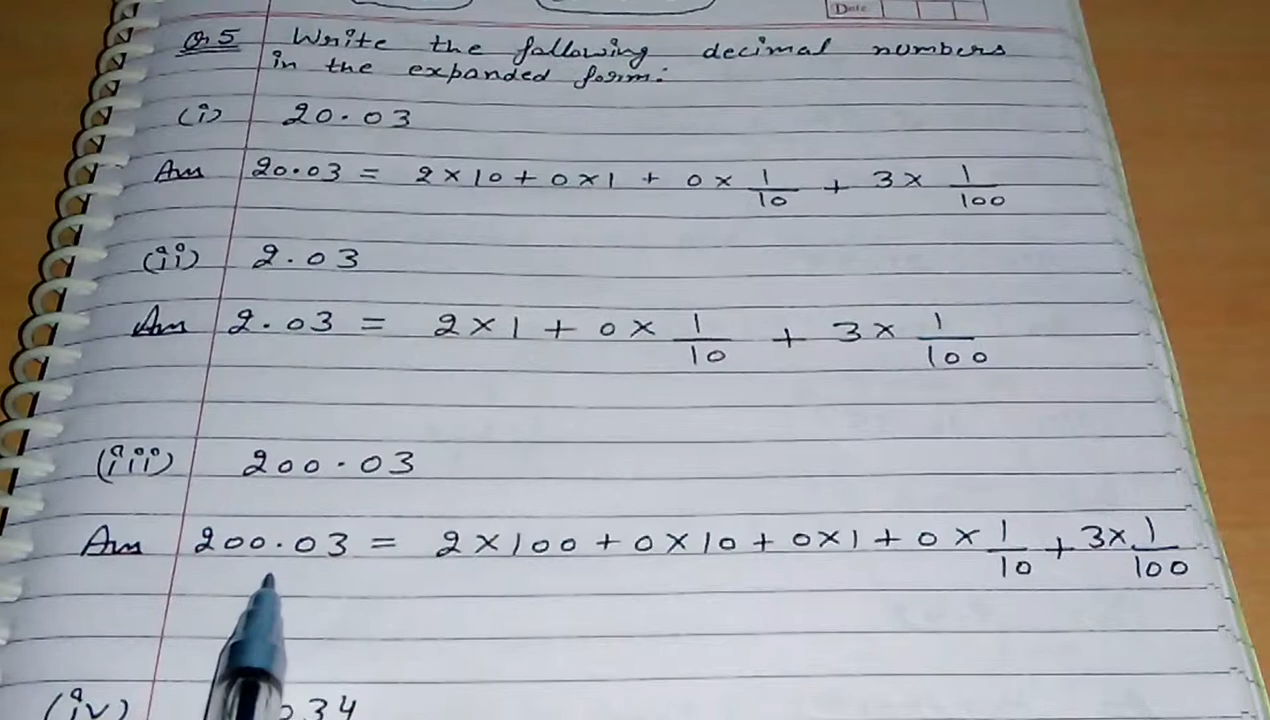 Date
Q5 Write the following decimal numbers
in the expanded form:
(i) 20.03
Ans 20.03 = 2 × 10 + 0 × 1 + 0 × 1/10 + 3 × 1/100
(ii) 2.03
Ans 2.03 = 2 × 1 + 0 × 1/10 + 3 × 1/100
(iii) 200.03
Ans 200.03 = 2 × 100 + 0 × 10 + 0 × 1 + 0 × 1/10 + 3 × 1/100
(iv) .34